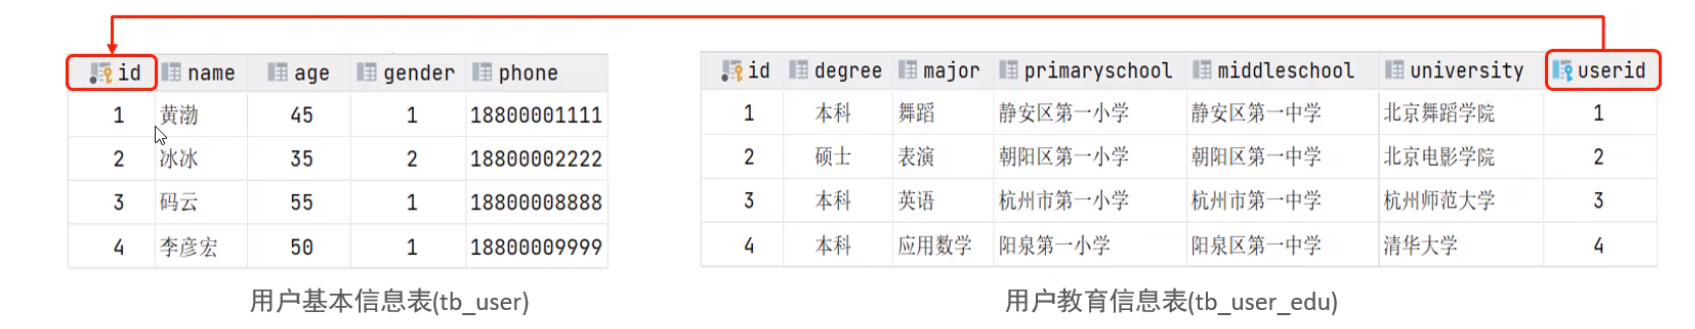 id name age gender phone
1 黄渤 45 1 18800001111
2 冰冰 35 2 18800002222
3 码云 55 1 18800008888
4 李彦宏 50 1 18800009999
用户基本信息表(tb_user)
id degree major primaryschool middleschool university userid
1 本科 舞蹈 静安区第一小学 静安区第一中学 北京舞蹈学院 1
2 硕士 表演 朝阳区第一小学 朝阳区第一中学 北京电影学院 2
3 本科 英语 杭州市第一小学 杭州市第一中学 杭州师范大学 3
4 本科 应用数学 阳泉第一小学 阳泉区第一中学 清华大学 4
用户教育信息表(tb_user_edu)